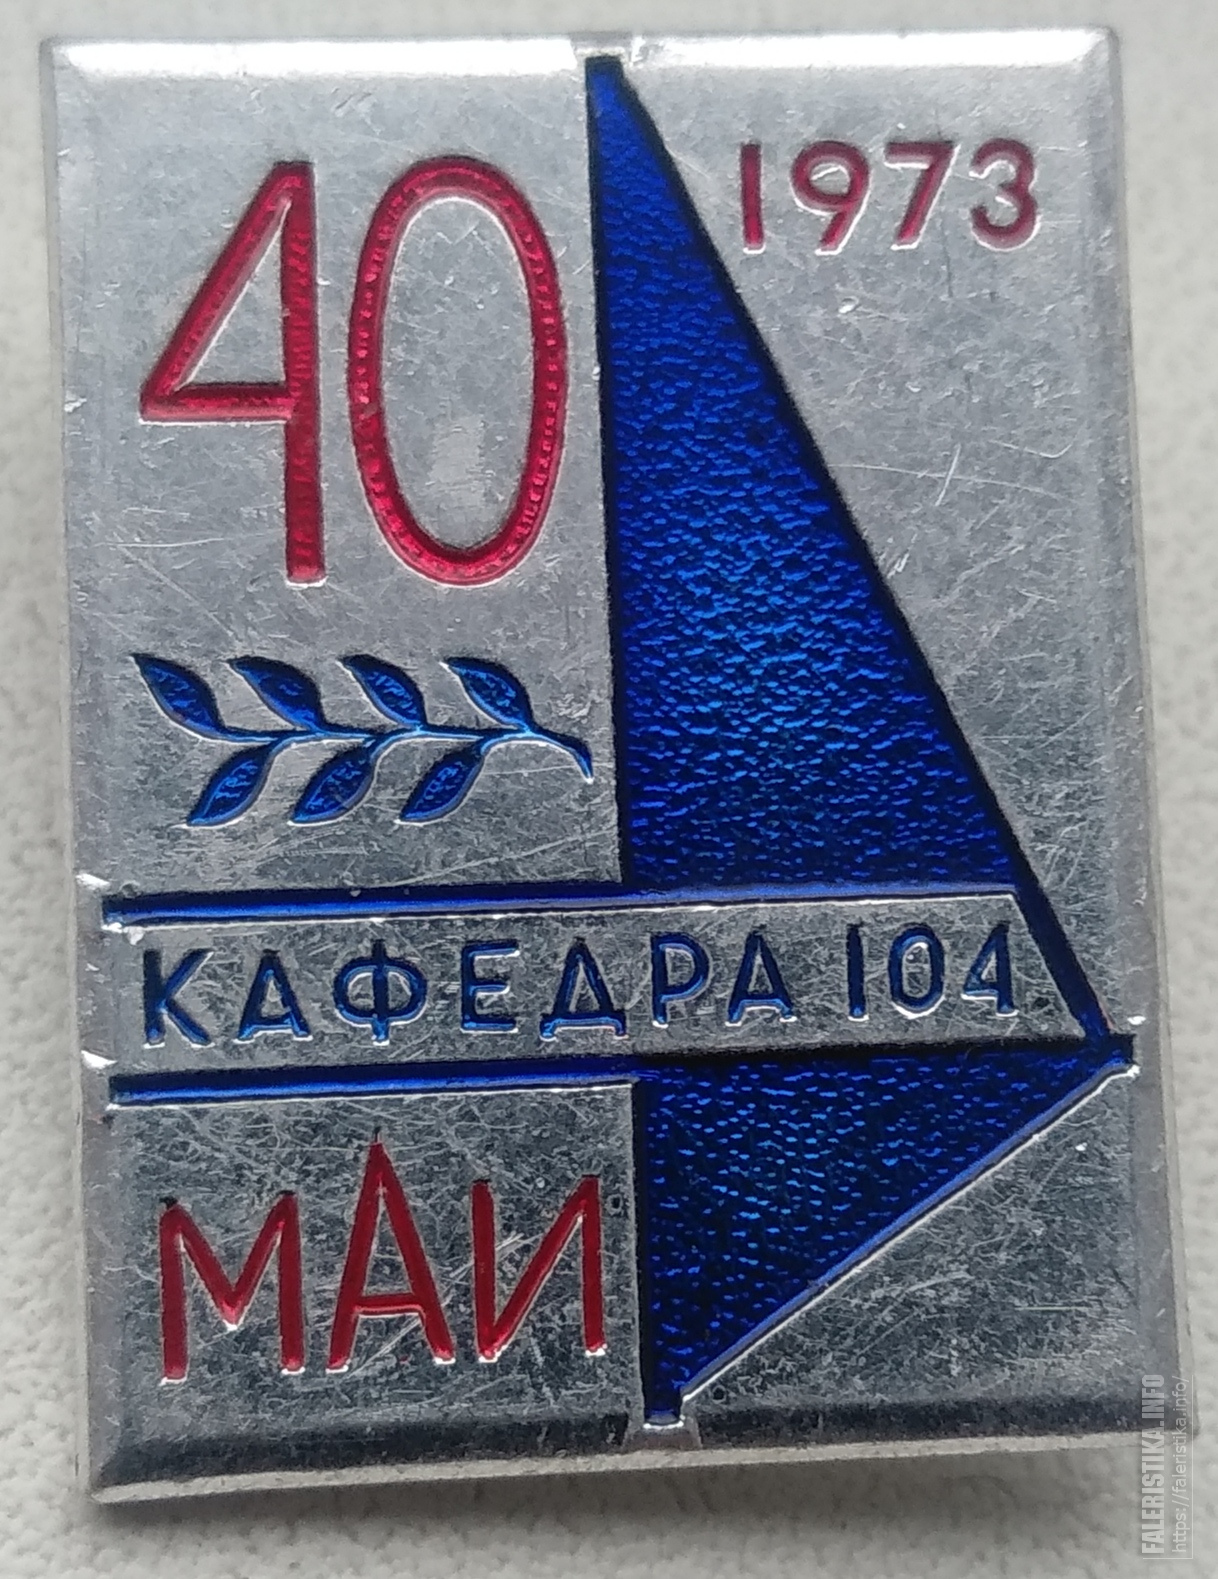 40
1973
КАФЕДРА 104
МАИ
FALERISTIKA.INFO
https://faleristika.info/